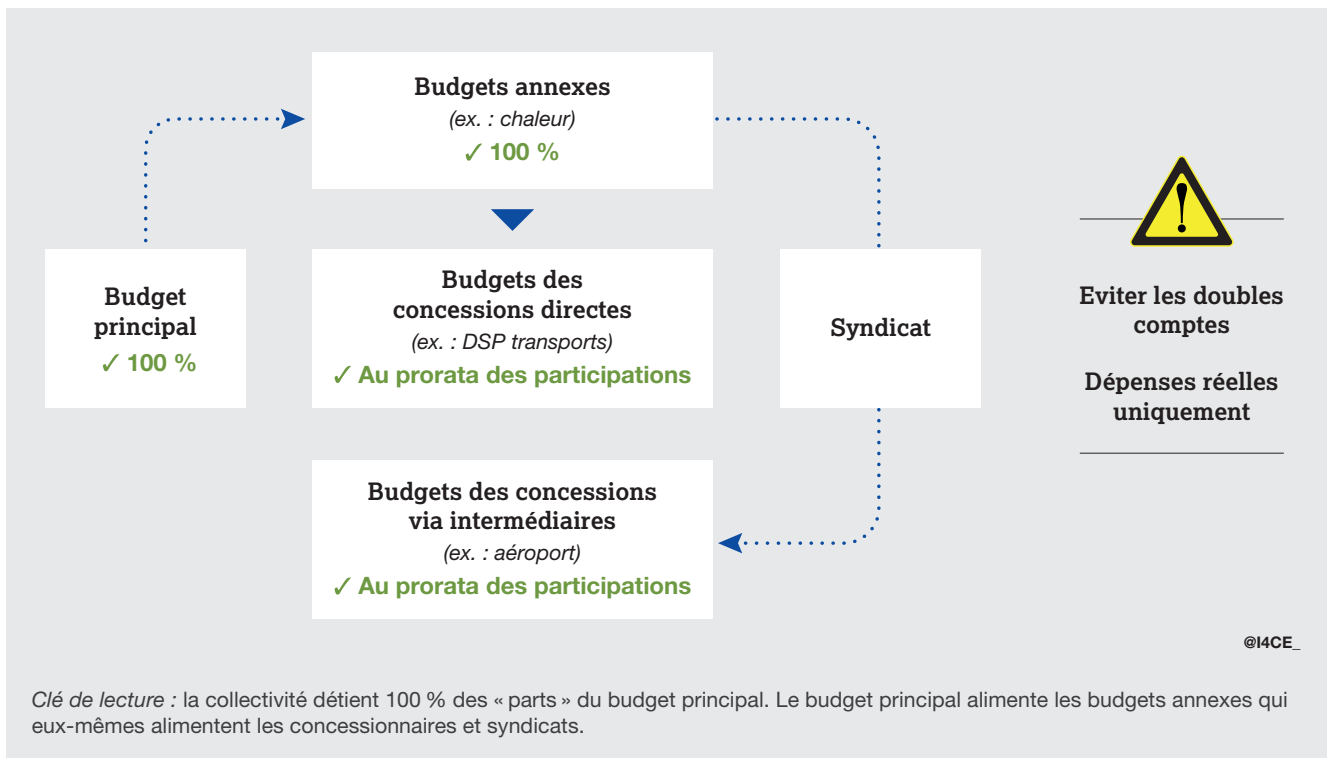 Budgets annexes
(ex. : chaleur)
✓ 100 %
Budget
principal
✓ 100 %
Budgets des
concessions directes
(ex. : DSP transports)
✓ Au prorata des participations
Syndicat
Budgets des concessions
via intermédiaires
(ex. : aéroport)
✓ Au prorata des participations
!
Eviter les doubles
comptes
Dépenses réelles
uniquement
@I4CE_
Clé de lecture : la collectivité détient 100 % des « parts » du budget principal. Le budget principal alimente les budgets annexes qui
eux-mêmes alimentent les concessionnaires et syndicats.